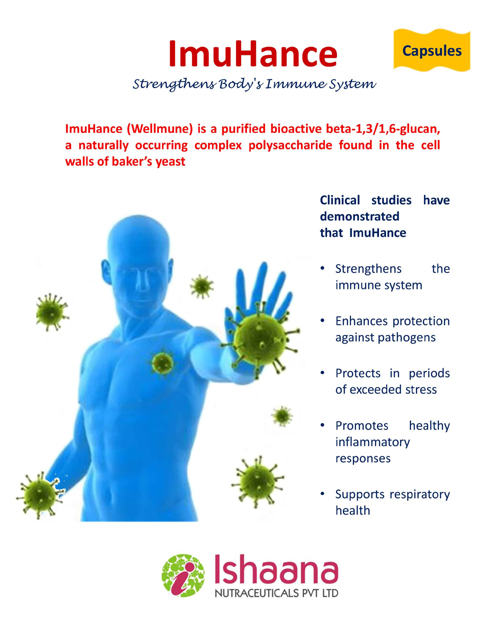 ImuHance
Capsules
Strengthens Body's Immune System
ImuHance (Wellmune) is a purified bioactive beta-1,3/1,6-glucan,
a naturally occurring complex polysaccharide found in the cell
walls of baker’s yeast
Clinical studies have
demonstrated
that ImuHance
• Strengthens the
immune system
• Enhances protection
against pathogens
• Protects in periods
of exceeded stress
• Promotes healthy
inflammatory
responses
• Supports respiratory
health
Ishaana
NUTRACEUTICALS PVT LTD